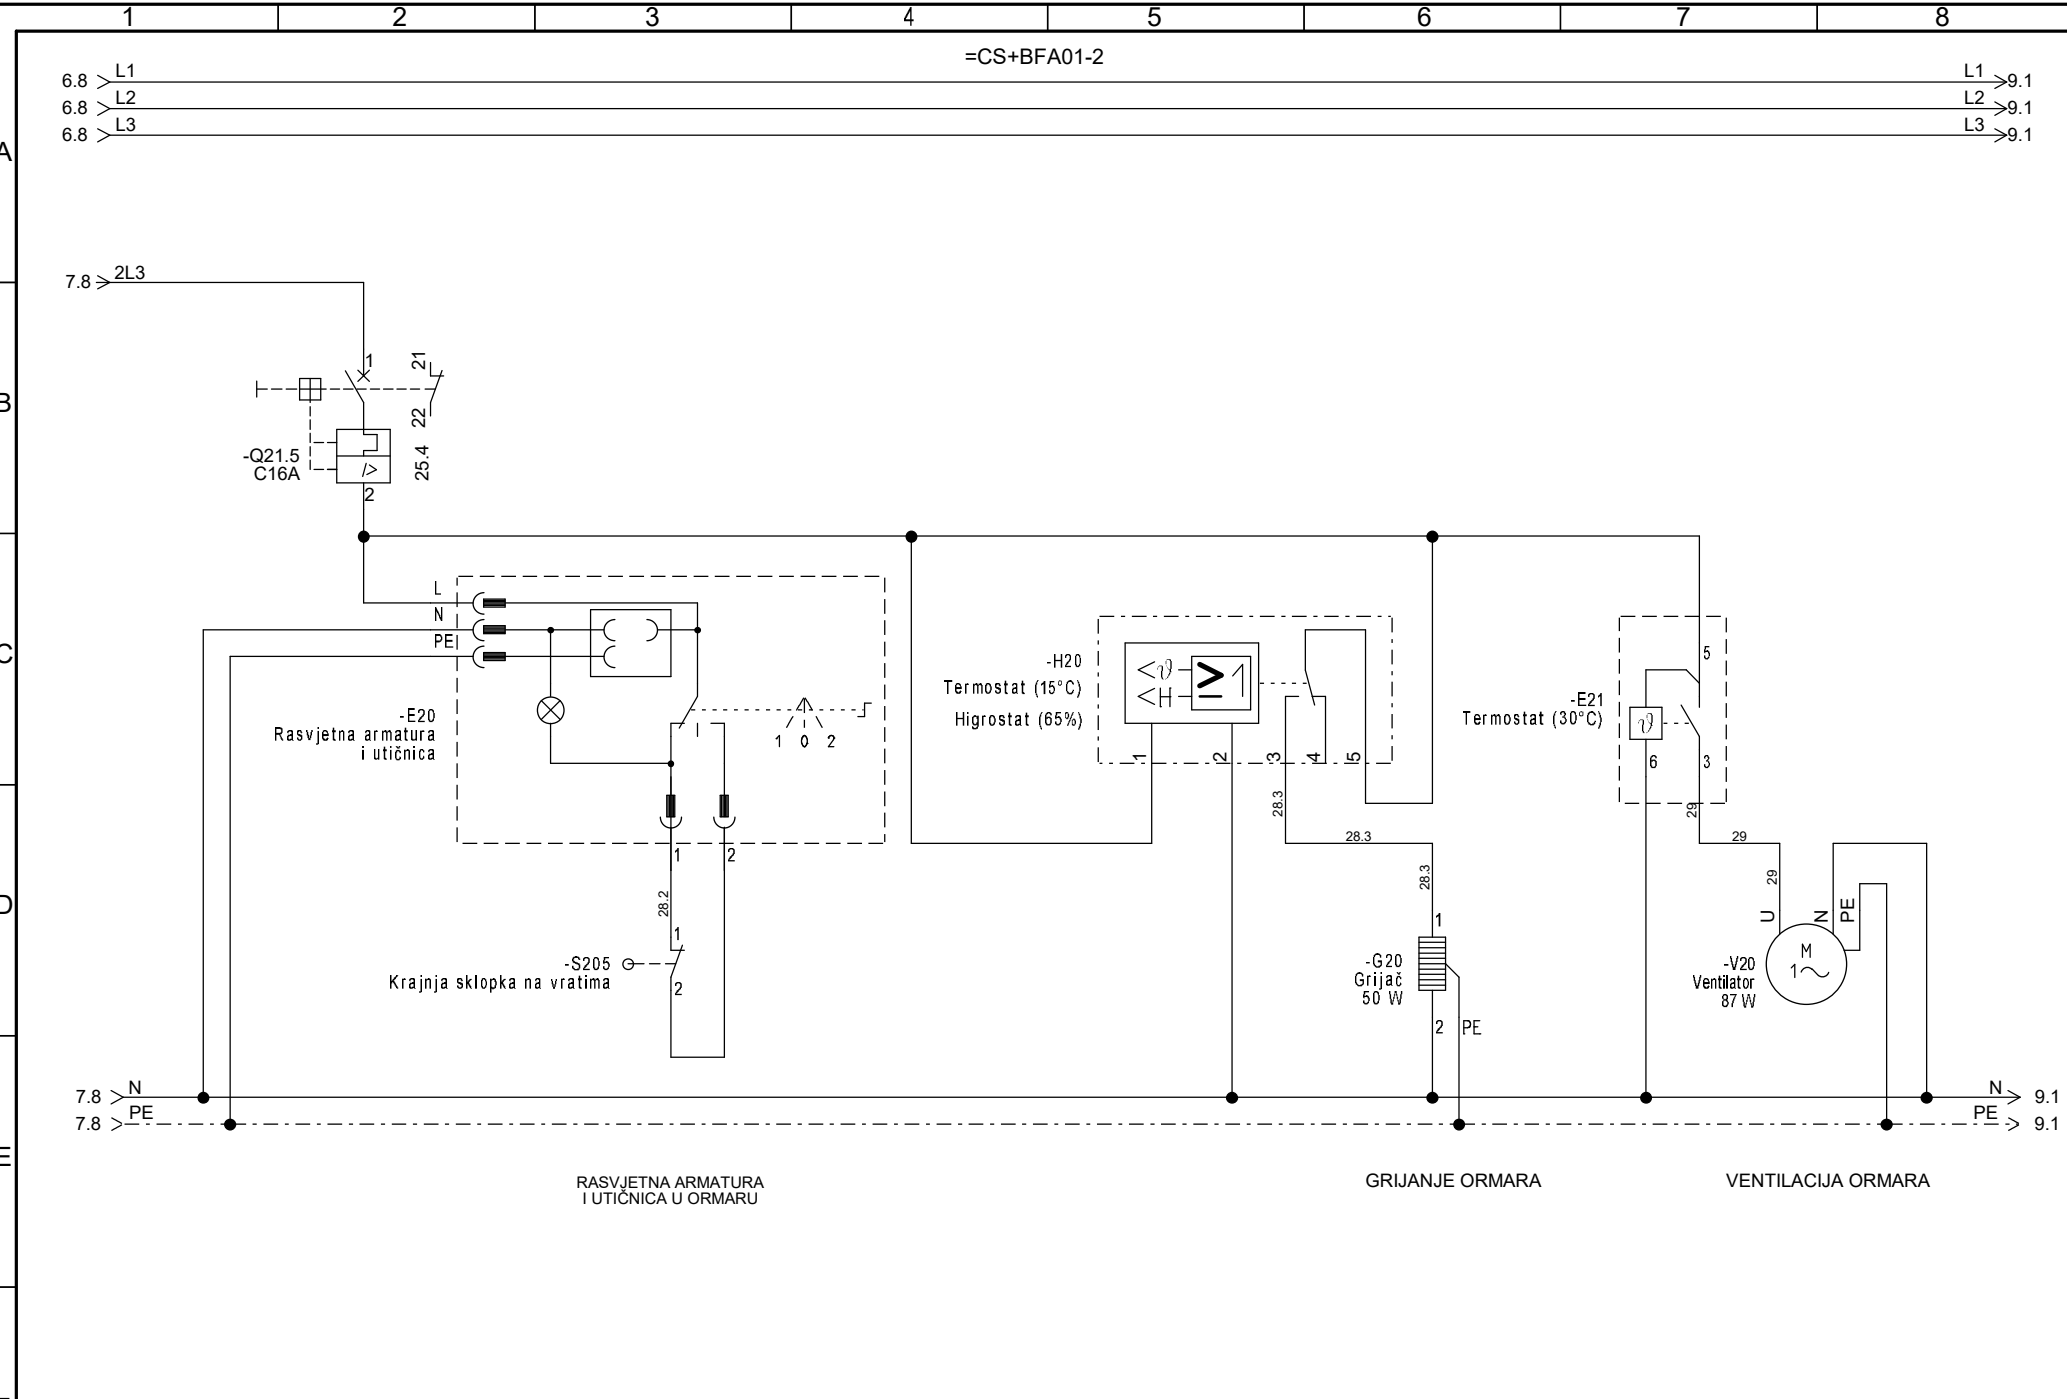 1 2 3 4 5 6 7 8
=CS+BFA01-2
6.8 L1 L1 9.1
6.8 L2 L2 9.1
6.8 L3 L3 9.1
A
7.8 2L3
1 21
B
22
-Q21.5
C16A
25.4
2
L
N
PE
C
-E20
Rasvjetna armatura
i utičnica
1 0 2
-H20
Termostat (15°C)
Higrostat (65%)
<ϑ
<H
≥1
1 2 3 4 5
-E21
Termostat (30°C)
ϑ
5
6 3
28.3
28.3
28.3
29
29
29
1 2
D
28.2
1
-S205
Krajnja sklopka na vratima
2
1
-G20
Grijač
50 W
2 PE
U N PE
M
1~
-V20
Ventilator
87 W
7.8 N N 9.1
7.8 PE PE 9.1
E
RASVJETNA ARMATURA
I UTIČNICA U ORMARU
GRIJANJE ORMARA
VENTILACIJA ORMARA
I>